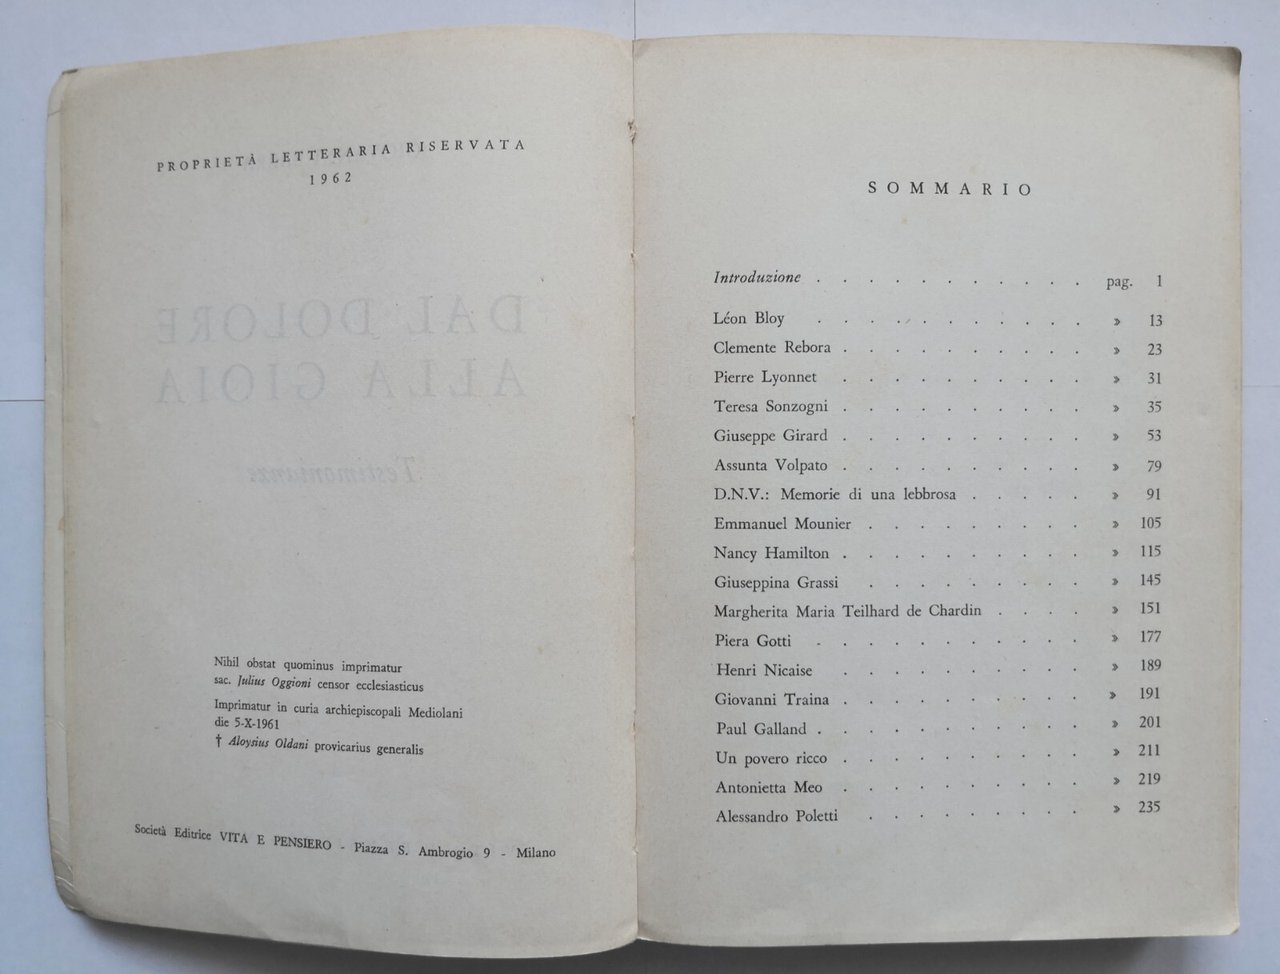 PROPRIETÀ LETTERARIA RISERVATA
1962
DAL DOLORE
ALLA GIOIA
Testimonianze
Nihil obstat quominus imprimatur
sac. Julius Oggioni censor ecclesiasticus
Imprimatur in curia archiepiscopali Mediolani
die 5-X-1961
† Aloysius Oldani provicarius generalis
Società Editrice VITA E PENSIERO - Piazza S. Ambrogio 9 - Milano
SOMMARIO
Introduzione . . . . . . . . . . . pag. 1
Léon Bloy . . . . . . . . . . . » 13
Clemente Rebora . . . . . . . . . . » 23
Pierre Lyonnet . . . . . . . . . . » 31
Teresa Sonzogni . . . . . . . . . . » 35
Giuseppe Girard . . . . . . . . . . » 53
Assunta Volpato . . . . . . . . . . » 79
D.N.V.: Memorie di una lebbrosa . . . . . » 91
Emmanuel Mounier . . . . . . . . . » 105
Nancy Hamilton . . . . . . . . . . » 115
Giuseppina Grassi . . . . . . . . . » 145
Margherita Maria Teilhard de Chardin . . . . » 151
Piera Gotti . . . . . . . . . . . » 177
Henri Nicaise . . . . . . . . . . » 189
Giovanni Traina . . . . . . . . . . » 191
Paul Galland . . . . . . . . . . . » 201
Un povero ricco . . . . . . . . . . » 211
Antonietta Meo . . . . . . . . . . » 219
Alessandro Poletti . . . . . . . . . » 235